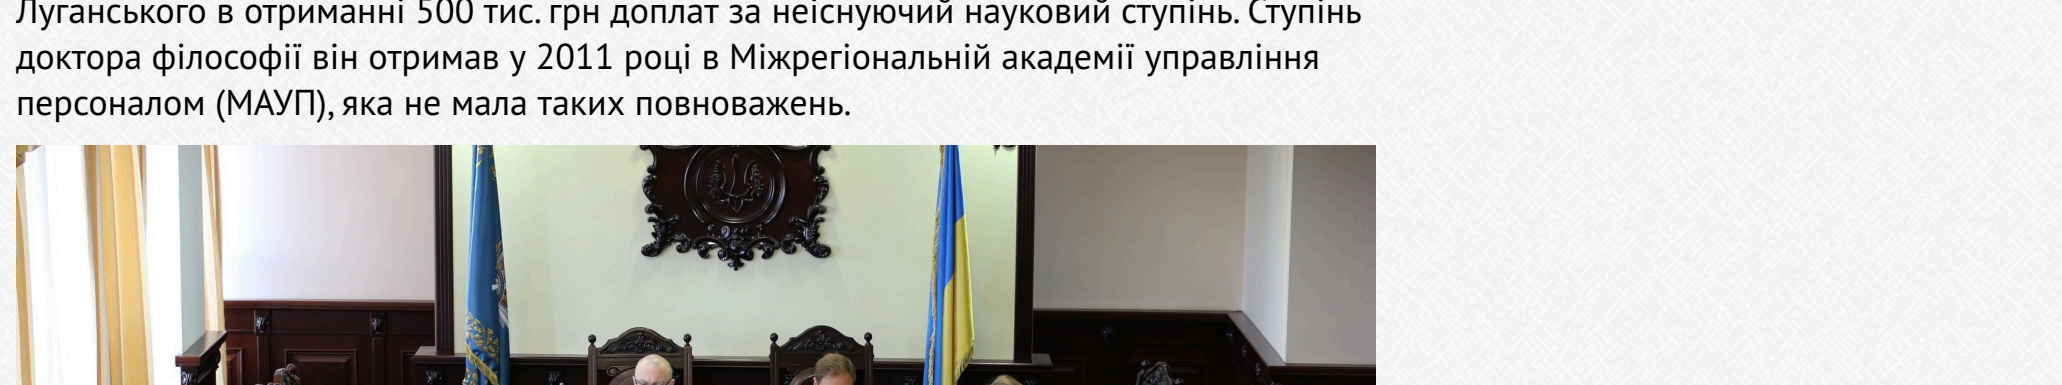 Луганського в отриманні 500 тис. грн доплат за неіснуючий науковий ступінь. Ступінь
доктора філософії він отримав у 2011 році в Міжрегіональній академії управління
персоналом (МАУП), яка не мала таких повноважень.